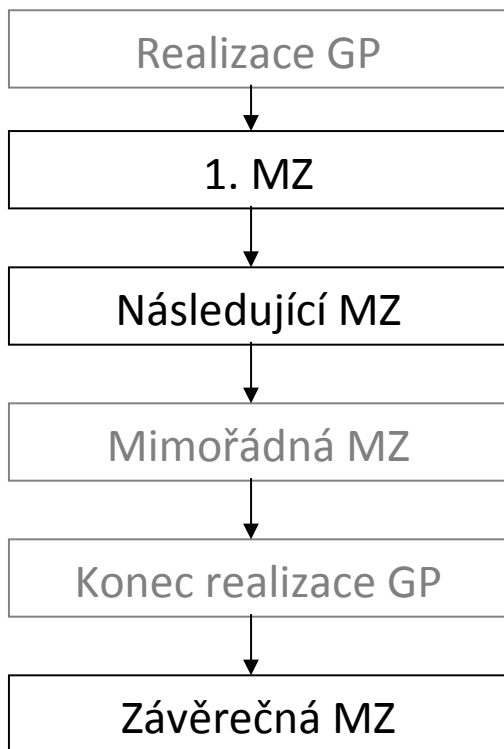 Realizace GP
1. MZ
Následující MZ
Mimořádná MZ
Konec realizace GP
Závěrečná MZ